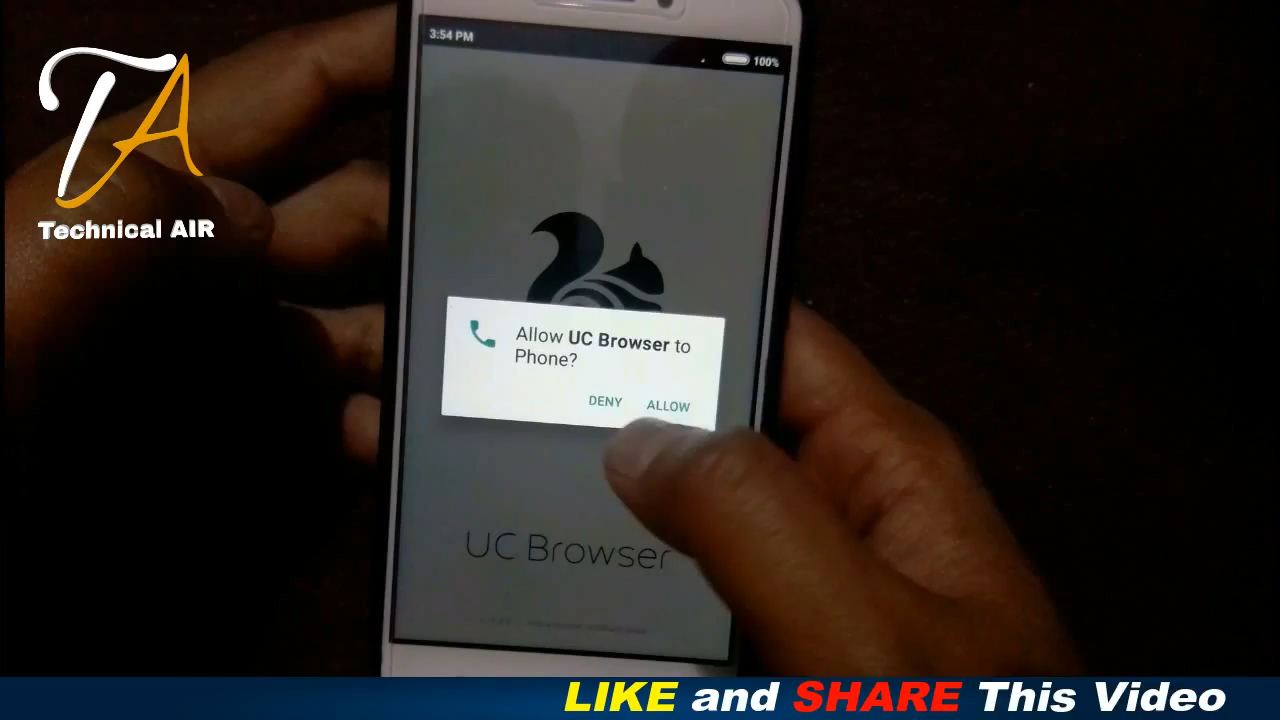 3:54 PM
100%
TA
Technical AIR
Allow UC Browser to
Phone?
DENY ALLOW
UC Browser
LIKE and SHARE This Video